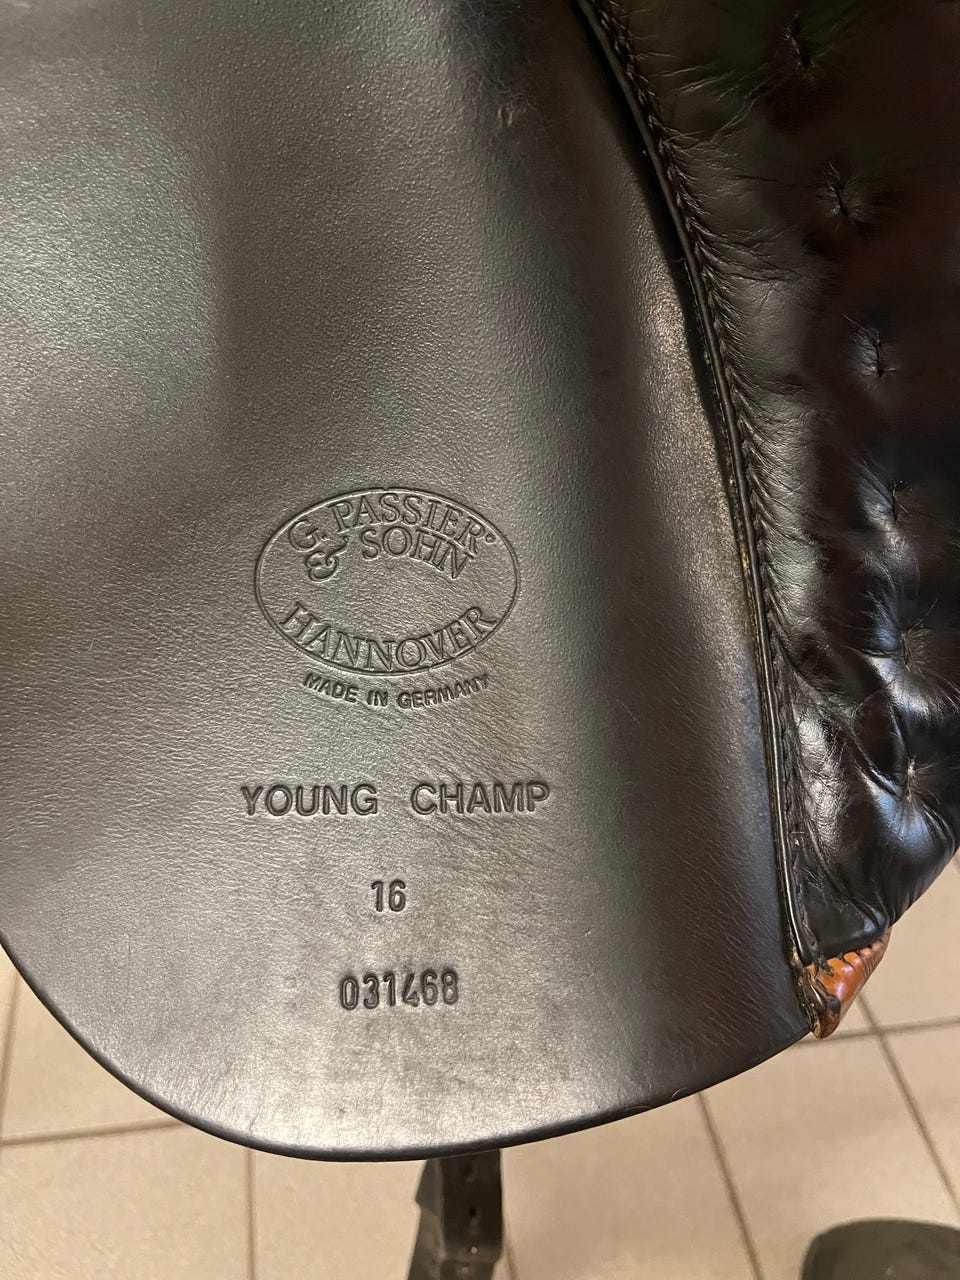 G. PASSIER
& SOHN
HANNOVER
MADE IN GERMANY
YOUNG CHAMP
16
031468